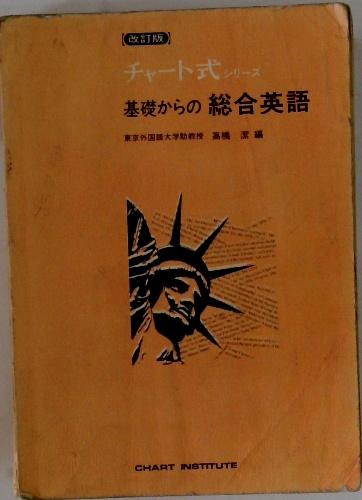 【改訂版】
チャート式シリーズ
基礎からの 総合英語
東京外国語大学助教授 高橋 潔 編
CHART INSTITUTE